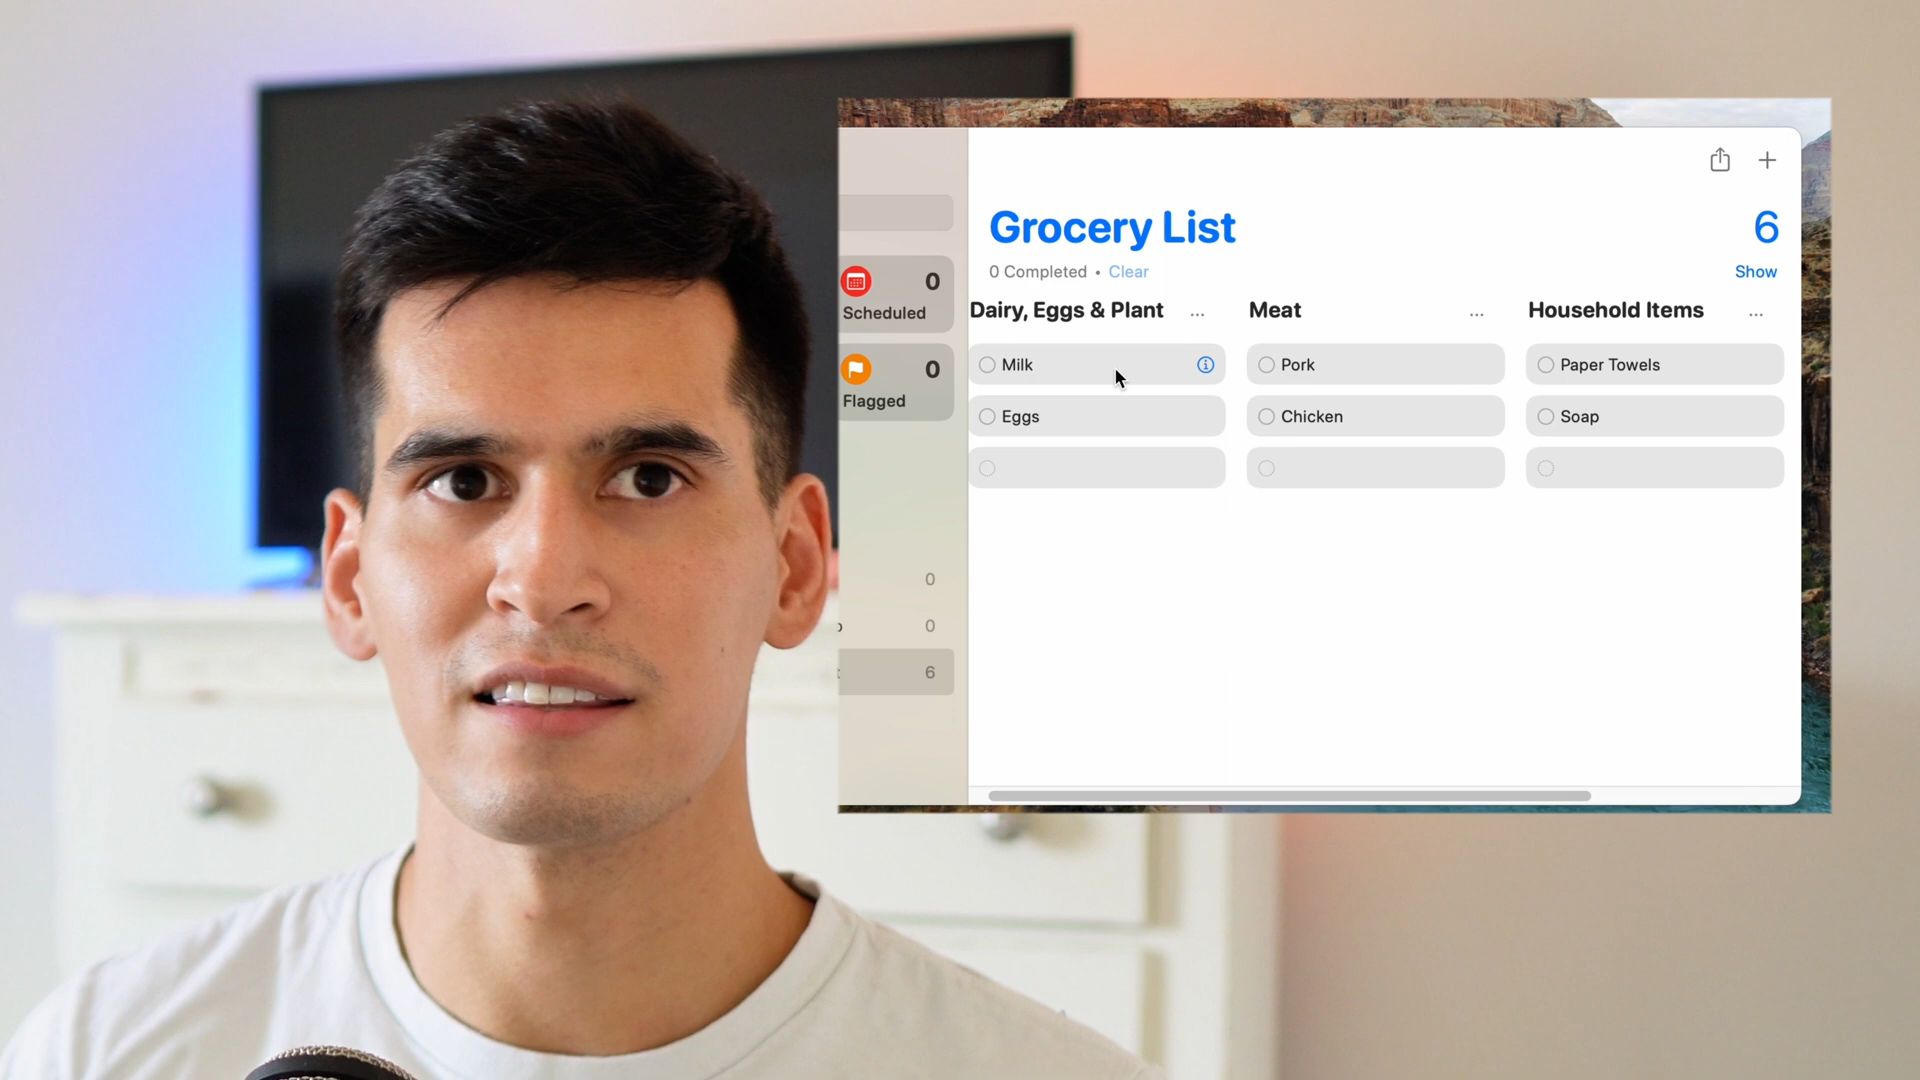 Grocery List
6
0 Completed • Clear
Show
0
Scheduled
0
Flagged
0
0
6
Dairy, Eggs & Plant ...
Milk
Eggs
Meat ...
Pork
Chicken
Household Items ...
Paper Towels
Soap